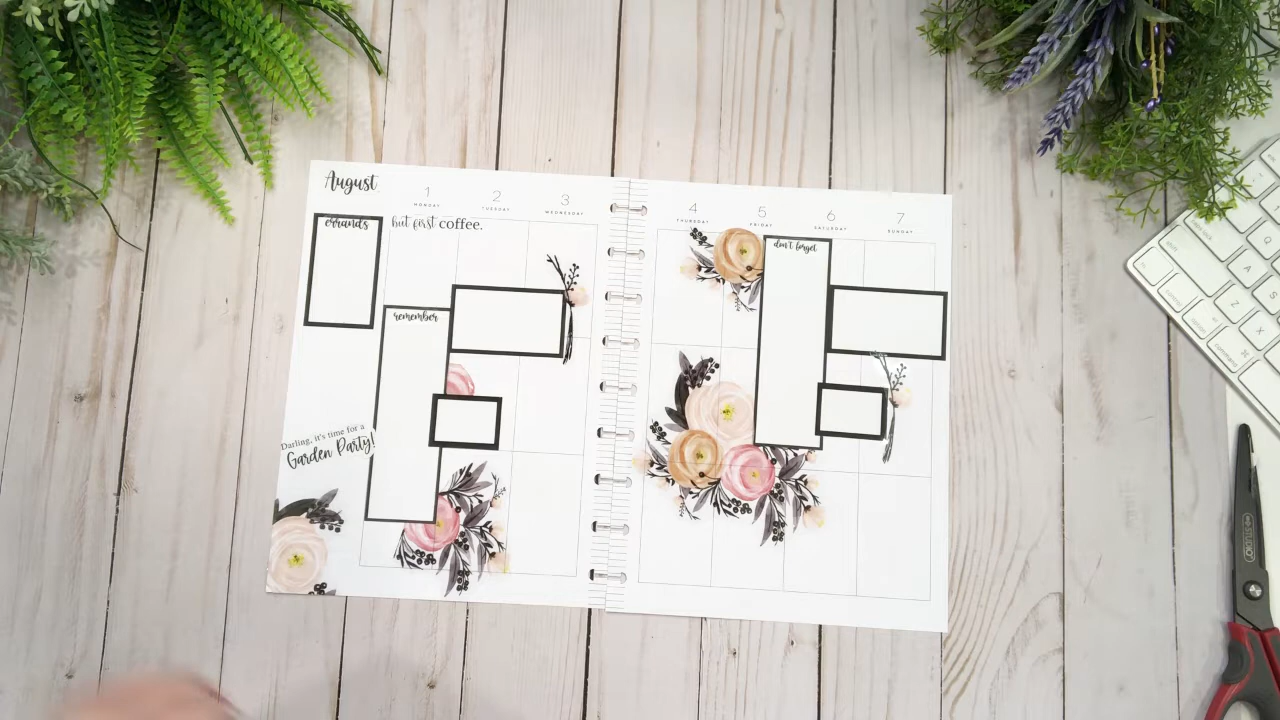 August
1
MONDAY
2
TUESDAY
3
WEDNESDAY
errands
but first coffee.
remember
Darling, it's time for a
Garden Party!
4
THURSDAY
5
FRIDAY
6
SATURDAY
7
SUNDAY
don't forget
Q
A
Z
S
X